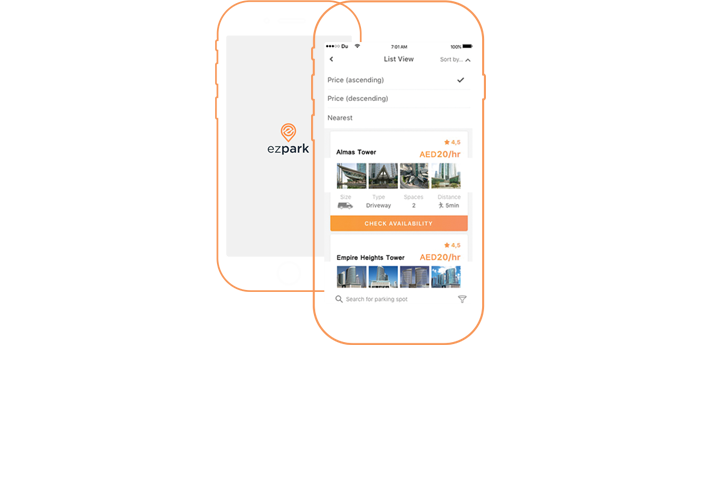 ezpark
Du 7:01 AM 100%
List View Sort by...
Price (ascending)
Price (descending)
Nearest
4,5
Almas Tower AED20/hr
Size Type Spaces Distance
Driveway 2 5min
CHECK AVAILABILITY
4,5
Empire Heights Tower AED20/hr
Search for parking spot